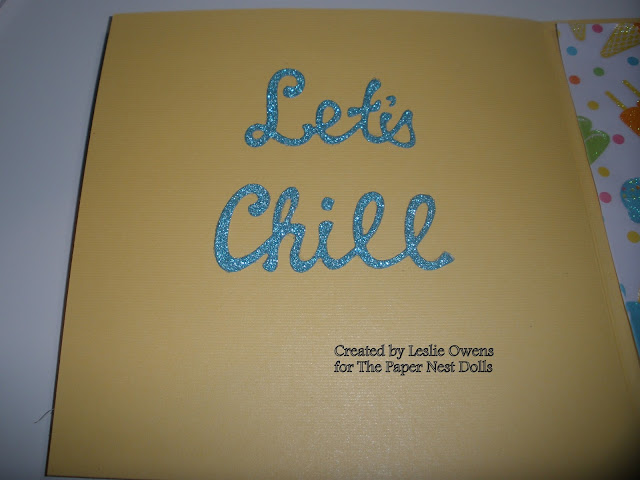 Let's
Chill
Created by Leslie Owens
for The Paper Nest Dolls